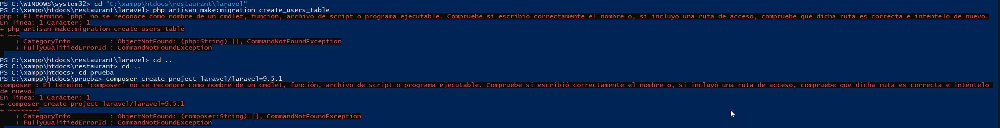 PS C:\WINDOWS\system32> cd "C:\xampp\htdocs\restaurant\laravel"
PS C:\xampp\htdocs\restaurant\laravel> php artisan make:migration create_users_table
php : El término 'php' no se reconoce como nombre de un cmdlet, función, archivo de script o programa ejecutable. Compruebe si escribió correctamente el nombre o, si incluyó una ruta de acceso, compruebe que dicha ruta es correcta e inténtelo de nuevo.
En línea: 1 Carácter: 1
+ php artisan make:migration create_users_table
+ ~~~
    + CategoryInfo          : ObjectNotFound: (php:String) [], CommandNotFoundException
    + FullyQualifiedErrorId : CommandNotFoundException
PS C:\xampp\htdocs\restaurant\laravel> cd ..
PS C:\xampp\htdocs\restaurant> cd ..
PS C:\xampp\htdocs> cd prueba
PS C:\xampp\htdocs\prueba> composer create-project laravel/laravel=9.5.1
composer : El término 'composer' no se reconoce como nombre de un cmdlet, función, archivo de script o programa ejecutable. Compruebe si escribió correctamente el nombre o, si incluyó una ruta de acceso, compruebe que dicha ruta es correcta e inténtelo
de nuevo.
En línea: 1 Carácter: 1
+ composer create-project laravel/laravel=9.5.1
+ ~~~~~~~~
    + CategoryInfo          : ObjectNotFound: (composer:String) [], CommandNotFoundException
    + FullyQualifiedErrorId : CommandNotFoundException